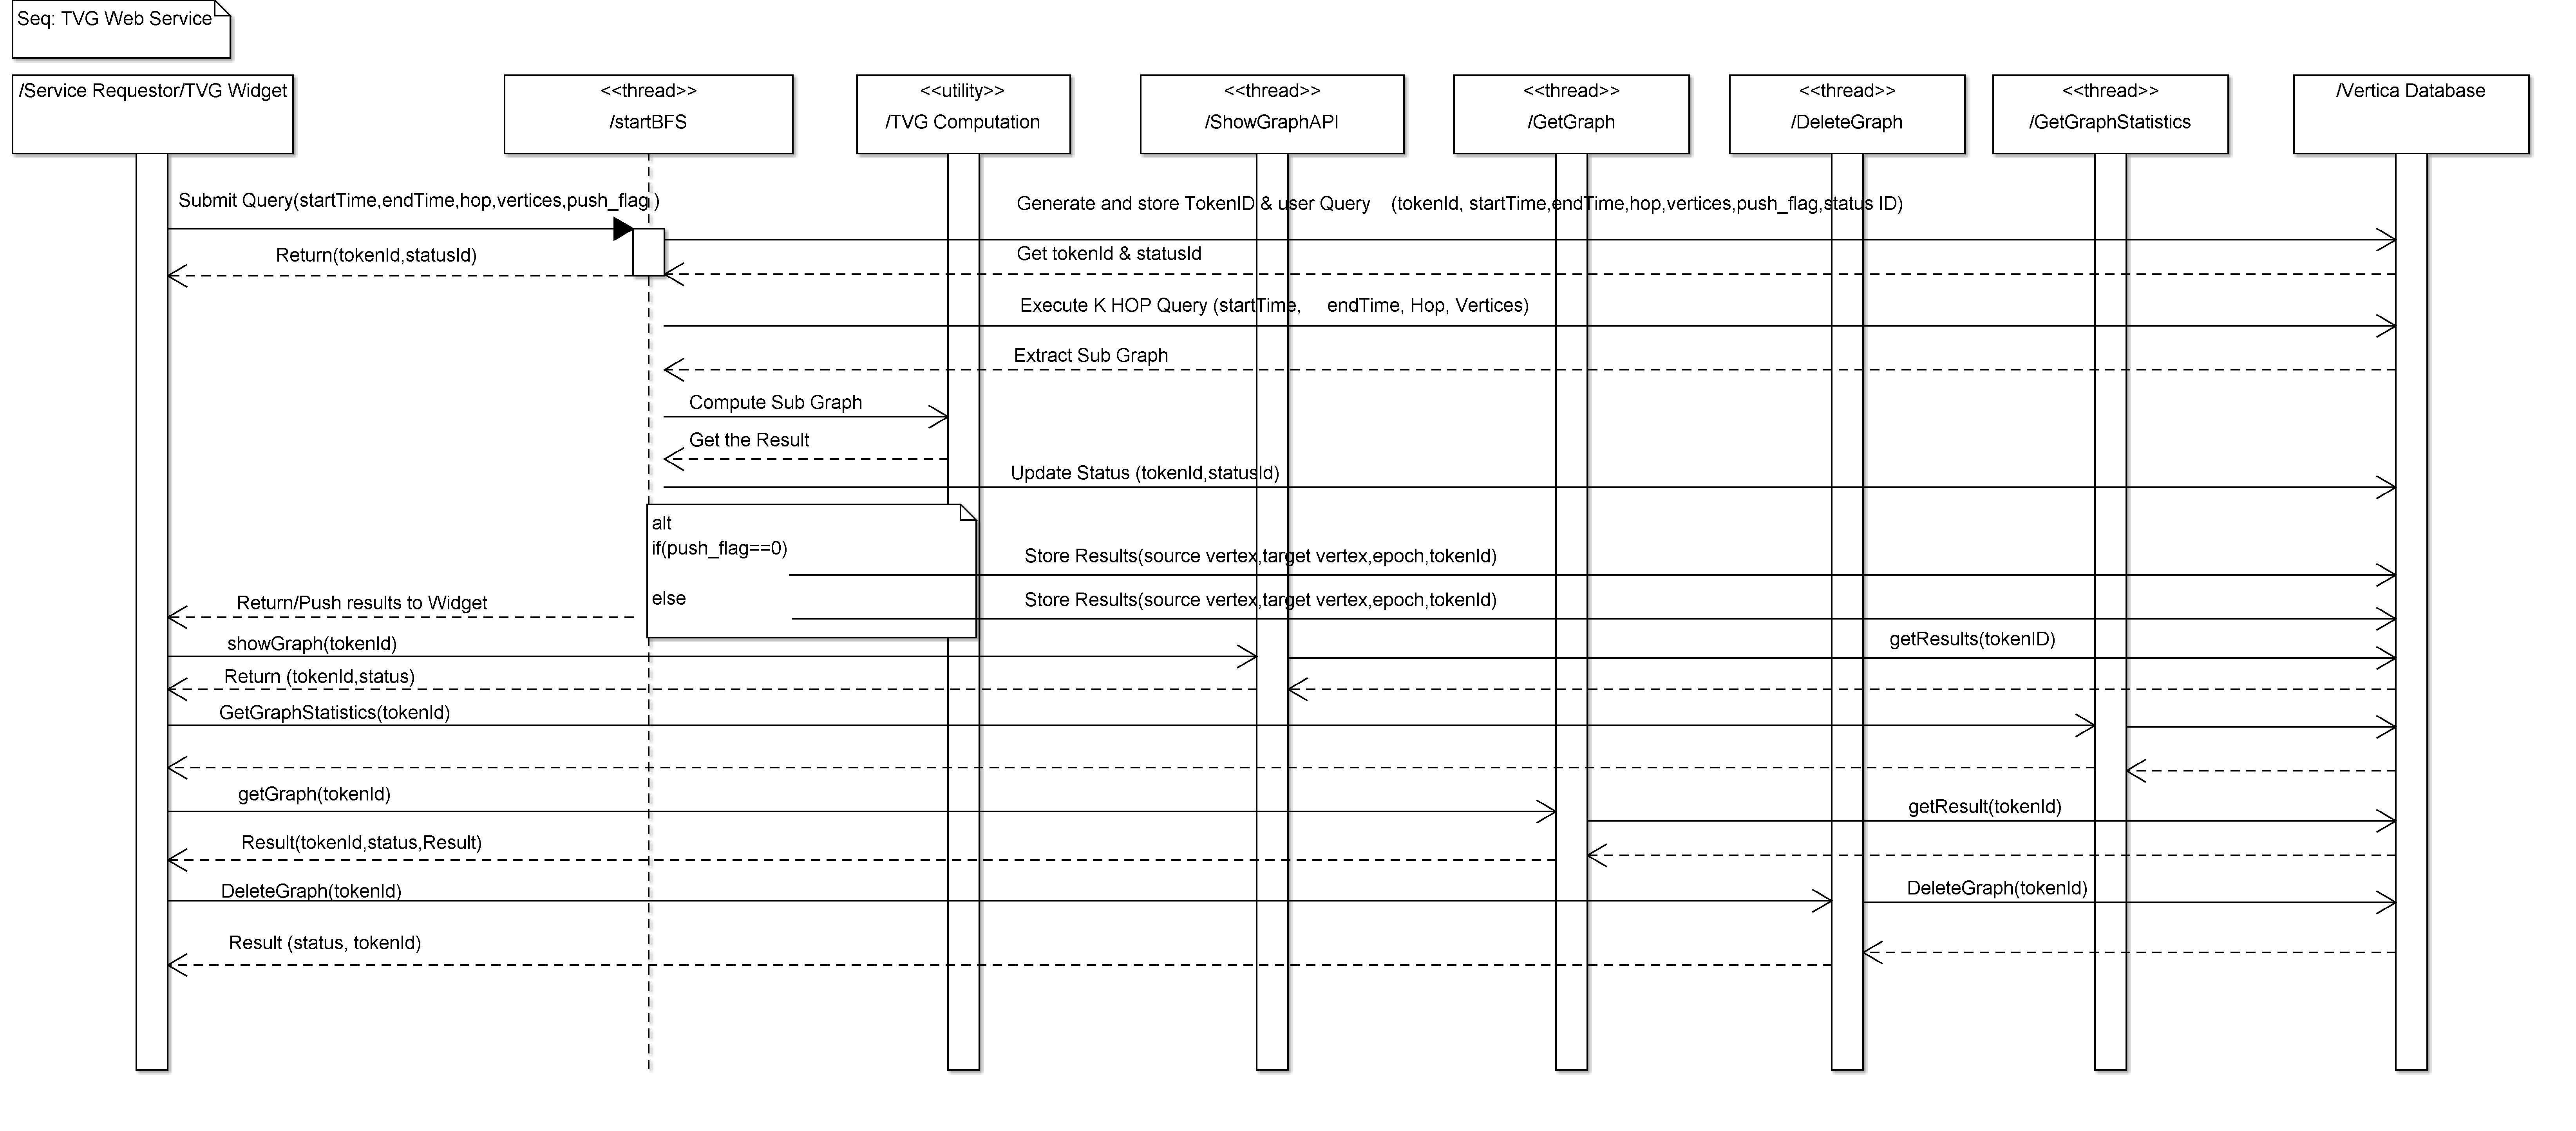 Seq: TVG Web Service
/Service Requestor/TVG Widget
<<thread>>
/startBFS
<<utility>>
/TVG Computation
<<thread>>
/ShowGraphAPI
<<thread>>
/GetGraph
<<thread>>
/DeleteGraph
<<thread>>
/GetGraphStatistics
/Vertica Database
Submit Query(startTime,endTime,hop,vertices,push_flag )
Generate and store TokenID & user Query (tokenId, startTime,endTime,hop,vertices,push_flag,status ID)
Return(tokenId,statusId)
Get tokenId & statusId
Execute K HOP Query (startTime, endTime, Hop, Vertices)
Extract Sub Graph
Compute Sub Graph
Get the Result
Update Status (tokenId,statusId)
alt
if(push_flag==0)
Store Results(source vertex,target vertex,epoch,tokenId)
else
Store Results(source vertex,target vertex,epoch,tokenId)
Return/Push results to Widget
showGraph(tokenId)
getResults(tokenID)
Return (tokenId,status)
GetGraphStatistics(tokenId)
getGraph(tokenId)
getResult(tokenId)
Result(tokenId,status,Result)
DeleteGraph(tokenId)
DeleteGraph(tokenId)
Result (status, tokenId)